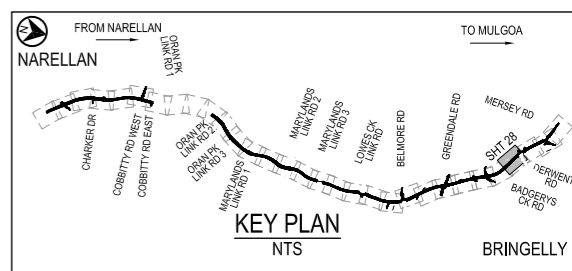 N
FROM NARELLAN
NARELLAN
ORAN PK
LINK RD 1
TO MULGOA
CHARKER DR
COBBITTY RD WEST
COBBITTY RD EAST
ORAN PK
LINK RD 2
ORAN PK
LINK RD 3
MARYLANDS
LINK RD 1
MARYLANDS
LINK RD 2
MARYLANDS
LINK RD 3
LOWES CK
LINK RD
BELMORE RD
GREENDALE RD
MERSEY RD
SHT 28
DERWENT
RD
BADGERYS
CK RD
KEY PLAN
NTS
BRINGELLY